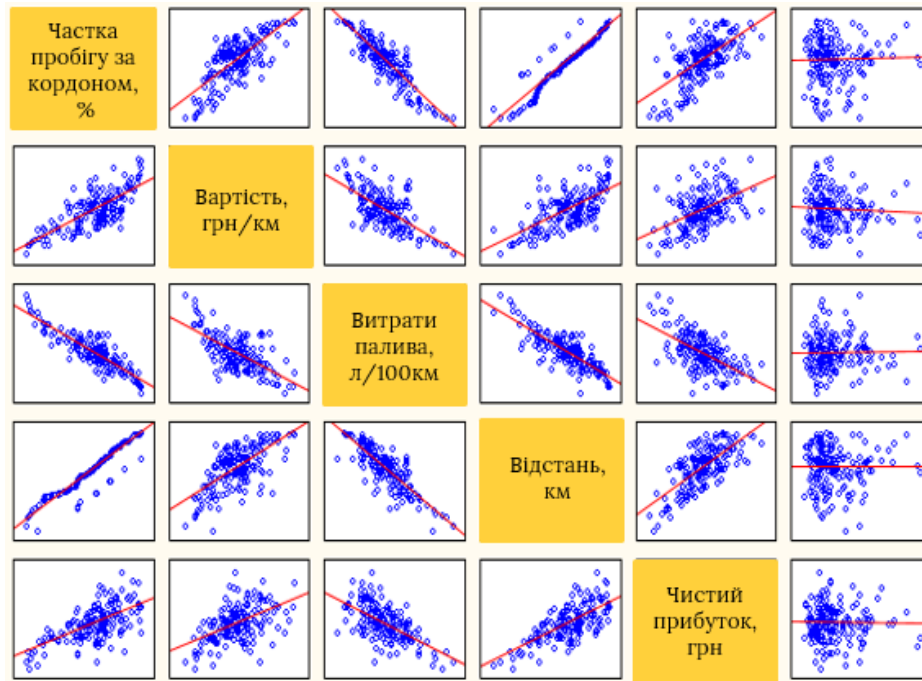 Частка
пробігу за
кордоном,
%
Вартість,
грн/км
Витрати
палива,
л/100км
Відстань,
км
Чистий
прибуток,
грн